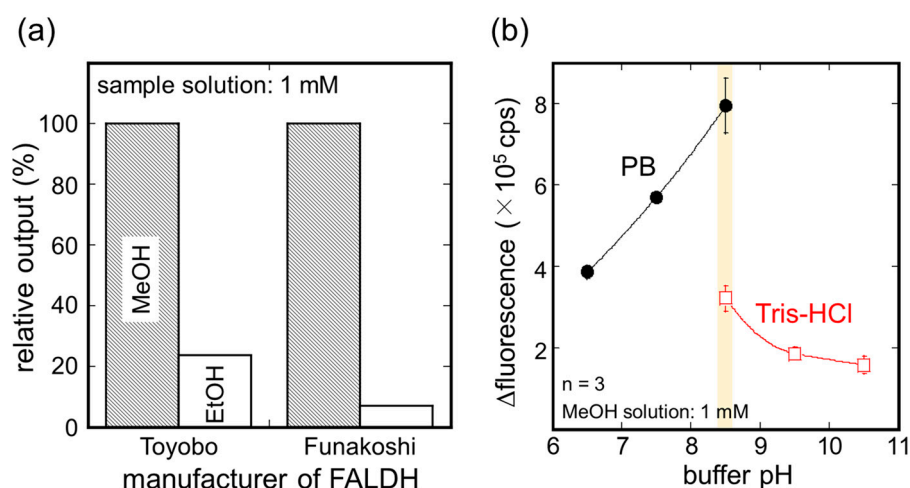 (a)
sample solution: 1 mM
100
80
60
40
20
0
relative output (%)
MeOH
EtOH
Toyobo
Funakoshi
manufacturer of FALDH
(b)
8
6
4
2
Δfluorescence (× 10⁵ cps)
PB
Tris-HCl
n = 3
MeOH solution: 1 mM
6 7 8 9 10 11
buffer pH